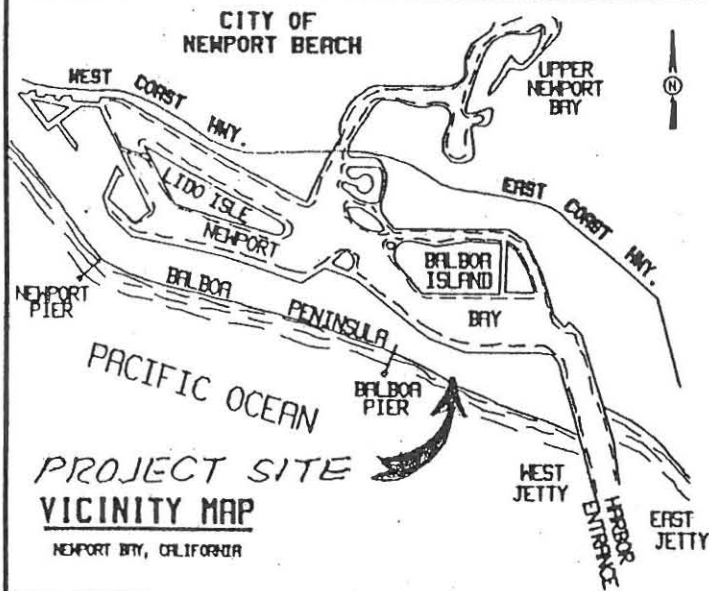 CITY OF
NEWPORT BEACH
WEST COAST HWY.
UPPER
NEWPORT
BAY
N
LIDO ISLE
EAST COAST HWY.
NEWPORT
BALBOA
ISLAND
BAY
NEWPORT
PIER
BALBOA PENINSULA
PACIFIC OCEAN
BALBOA
PIER
PROJECT SITE
WEST
JETTY
HARBOR
ENTRANCE
EAST
JETTY
VICINITY MAP
NEWPORT BAY, CALIFORNIA